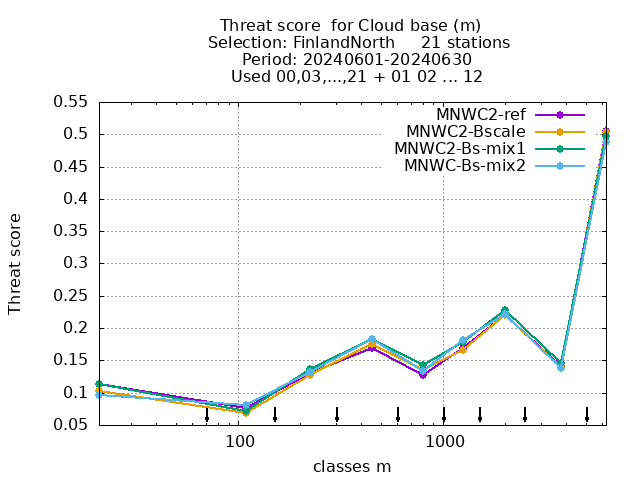 Threat score  for Cloud base (m)
Selection: FinlandNorth     21 stations
Period: 20240601-20240630
Used 00,03,...,21 + 01 02 ... 12
MNWC2-ref
MNWC2-Bscale
MNWC2-Bs-mix1
MNWC-Bs-mix2
0.55
0.5
0.45
0.4
0.35
0.3
0.25
0.2
0.15
0.1
0.05
Threat score
100
1000
classes m